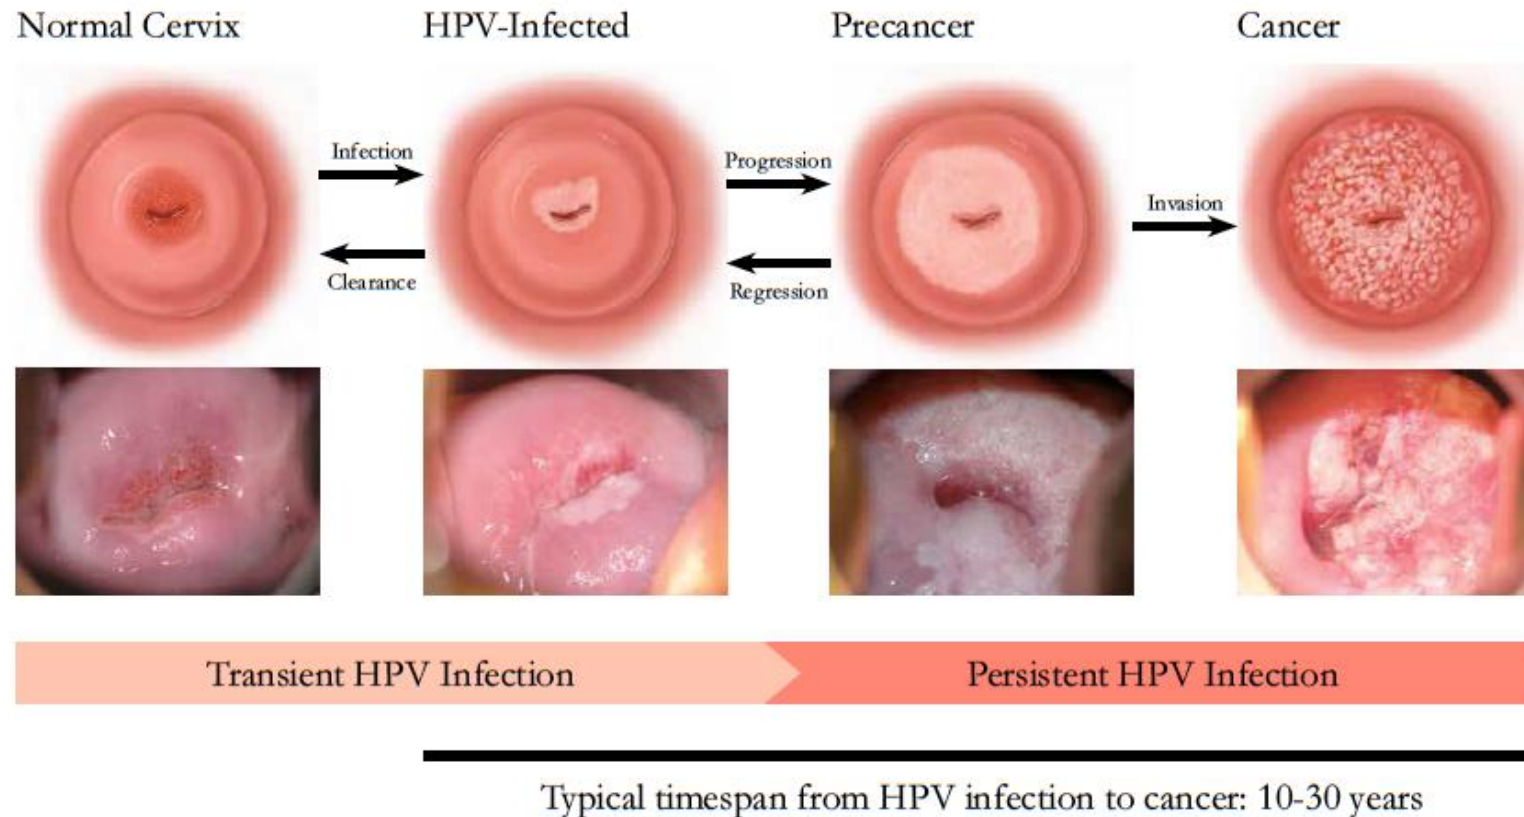 Normal Cervix
HPV-Infected
Precancer
Cancer
Infection
Clearance
Progression
Regression
Invasion
Transient HPV Infection
Persistent HPV Infection
Typical timespan from HPV infection to cancer: 10-30 years